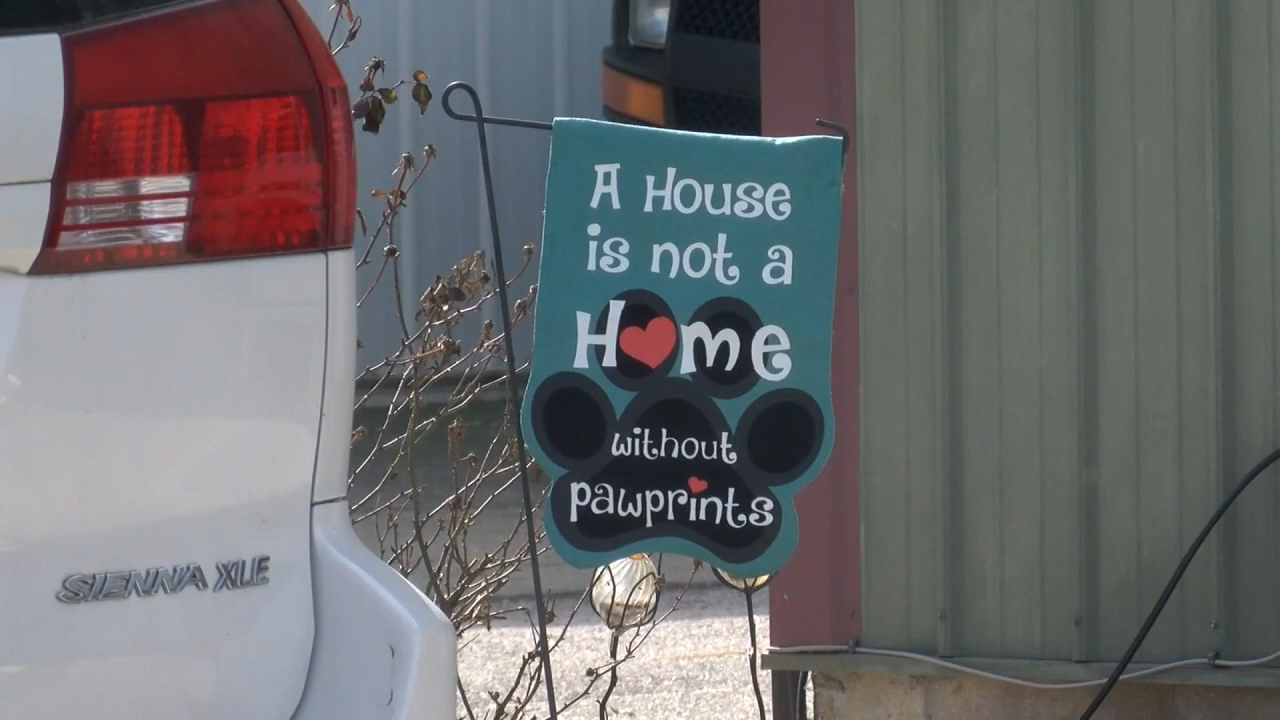 A House
is not a
Home
without
pawprints
SIENNA XLE